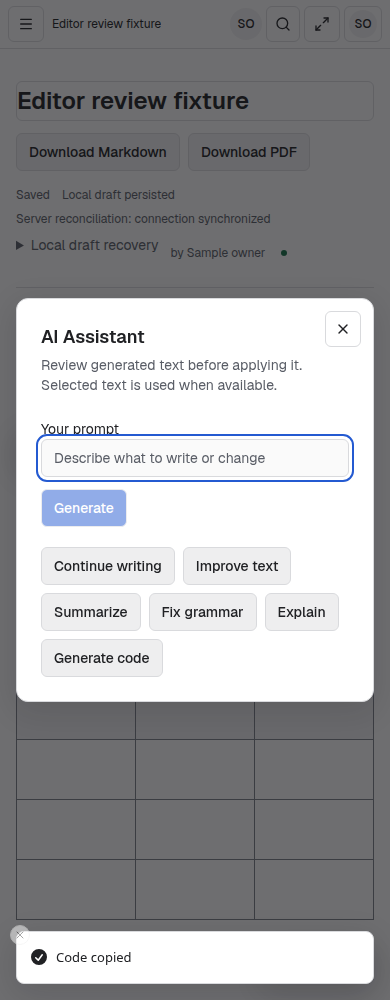 Editor review fixture
SO
SO
Editor review fixture
Download Markdown
Download PDF
Saved Local draft persisted
Server reconciliation: connection synchronized
Local draft recovery
by Sample owner
AI Assistant
Review generated text before applying it.
Selected text is used when available.
Your prompt
Describe what to write or change
Generate
Continue writing
Improve text
Summarize
Fix grammar
Explain
Generate code
Code copied